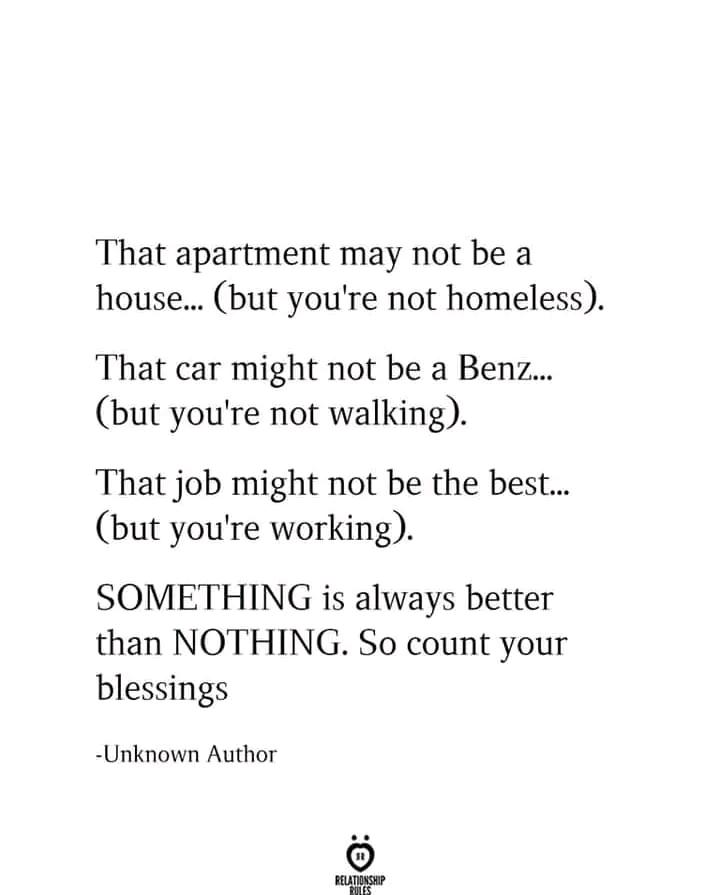 That apartment may not be a
house... (but you're not homeless).
That car might not be a Benz...
(but you're not walking).
That job might not be the best...
(but you're working).
SOMETHING is always better
than NOTHING. So count your
blessings
-Unknown Author
RELATIONSHIP
RULES